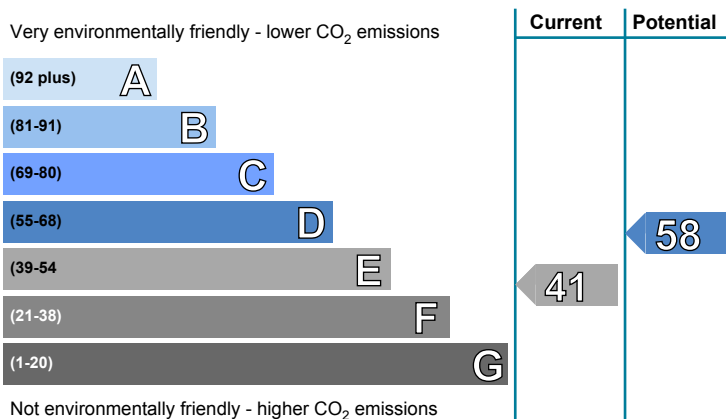 Current Potential
Very environmentally friendly - lower CO2 emissions
(92 plus) A
(81-91) B
(69-80) C
(55-68) D
58
(39-54 E
41
(21-38) F
(1-20) G
Not environmentally friendly - higher CO2 emissions